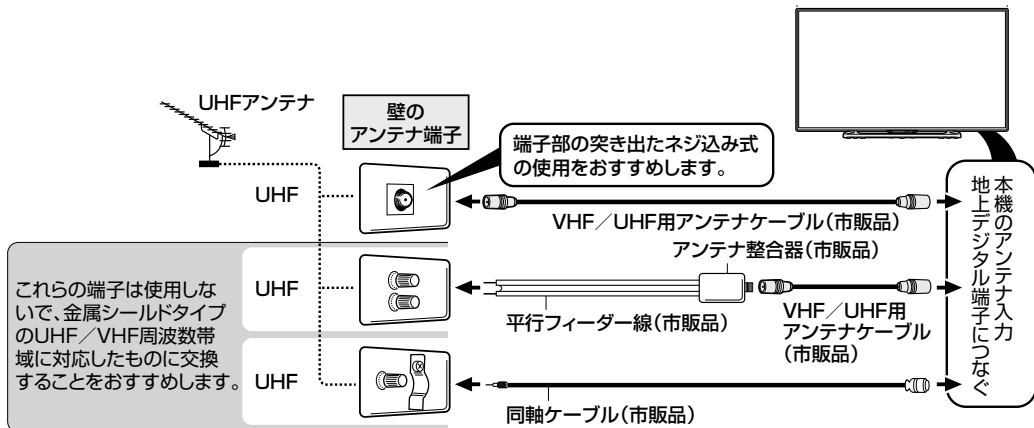 UHFアンテナ
壁の
アンテナ端子
端子部の突き出たネジ込み式
の使用をおすすめします。
UHF
VHF／UHF用アンテナケーブル(市販品)
アンテナ整合器(市販品)
これらの端子は使用しな
いで、金属シールドタイプ
のUHF／VHF周波数帯
域に対応したものに交換
することをおすすめします。
UHF
平行フィーダー線(市販品)
VHF／UHF用
アンテナケーブル
(市販品)
UHF
同軸ケーブル(市販品)
本機のアンテナ入力
地上デジタル端子につなぐ